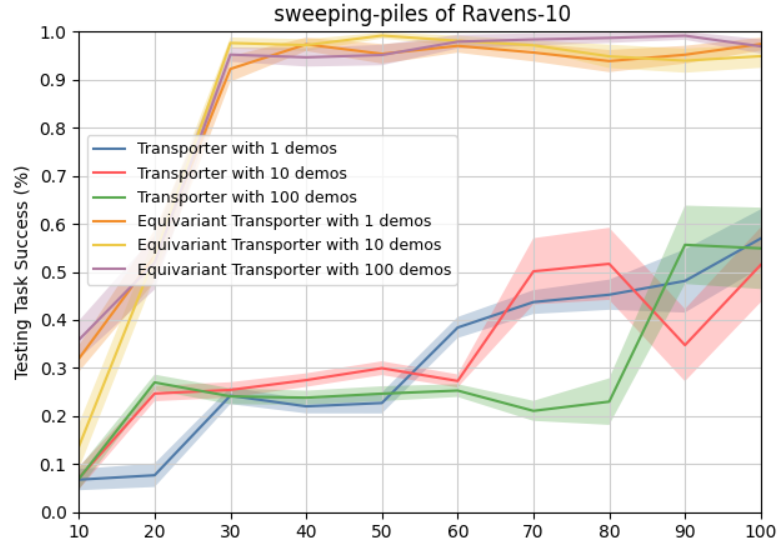 sweeping-piles of Ravens-10
Testing Task Success (%)
1.0
0.9
0.8
0.7
0.6
0.5
0.4
0.3
0.2
0.1
0.0
Transporter with 1 demos
Transporter with 10 demos
Transporter with 100 demos
Equivariant Transporter with 1 demos
Equivariant Transporter with 10 demos
Equivariant Transporter with 100 demos
10 20 30 40 50 60 70 80 90 100